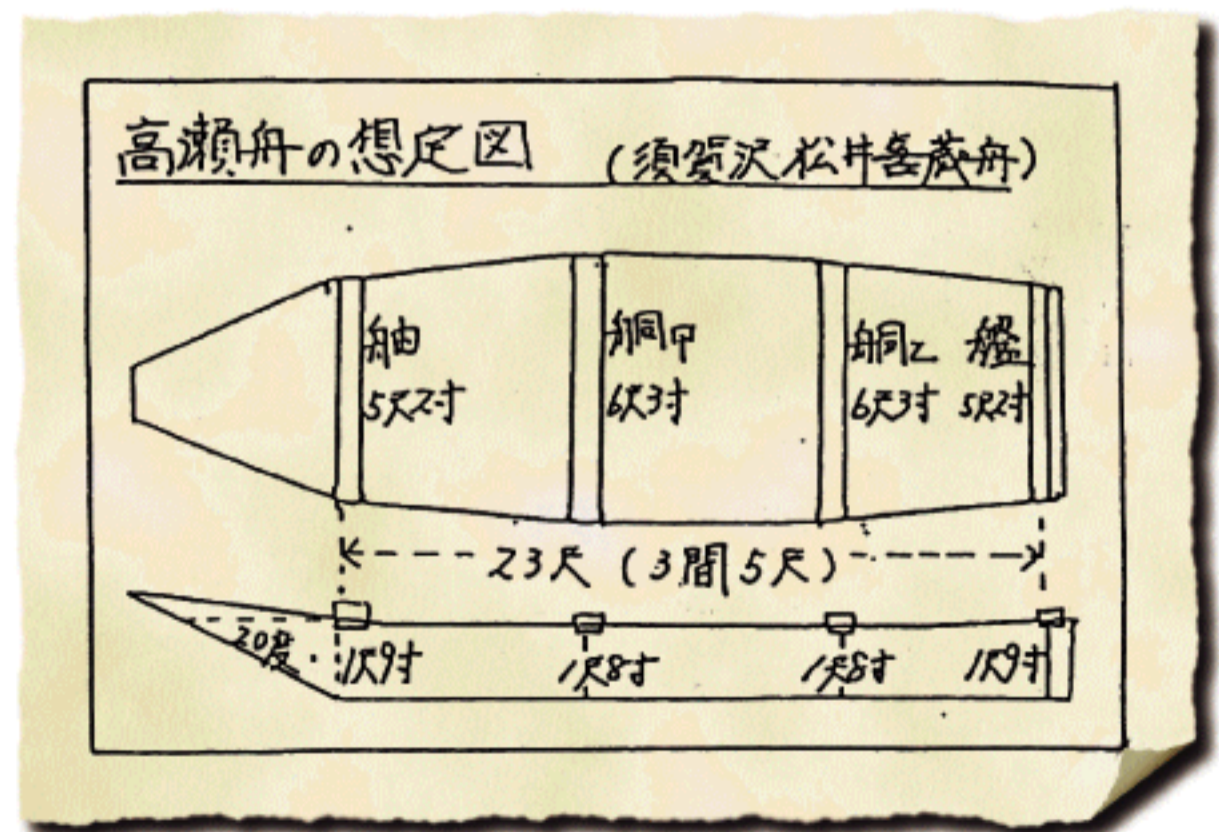 高瀬舟の想定図 (須賀沢松井喜蔵舟)
舳 胴甲 胴乙 艫
5尺2寸 6尺3寸 6尺3寸 5尺2寸
23尺(3間5尺)
20度 1尺9寸 1尺8寸 1尺8寸 1尺9寸